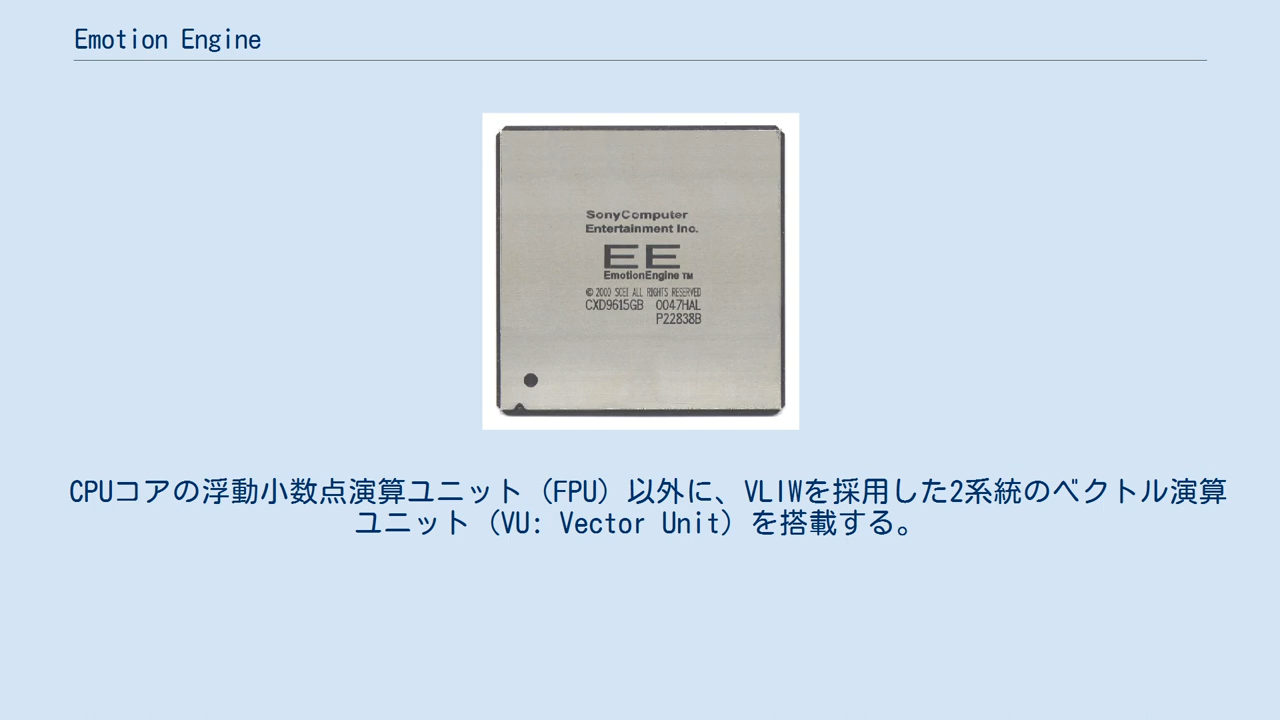 Emotion Engine
SonyComputer
Entertainment Inc.
EE
EmotionEngine TM
© 2000 SCEI ALL RIGHTS RESERVED
CXD9615GB 0047HAL
P22838B
CPUコアの浮動小数点演算ユニット（FPU）以外に、VLIWを採用した2系統のベクトル演算
ユニット（VU: Vector Unit）を搭載する。